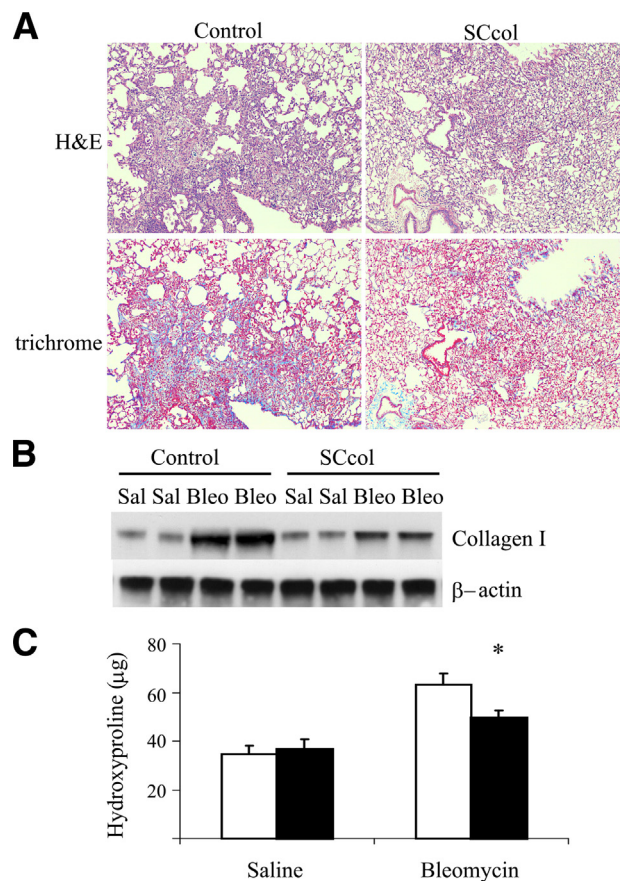 A
Control SCcol
H&E
trichrome
B
Control SCcol
Sal Sal Bleo Bleo Sal Sal Bleo Bleo
Collagen I
β-actin
C
Hydroxyproline (µg)
80
60
40
20
*
Saline Bleomycin